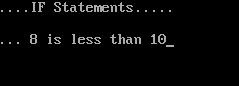 ....IF Statements.....
... 8 is less than 10_